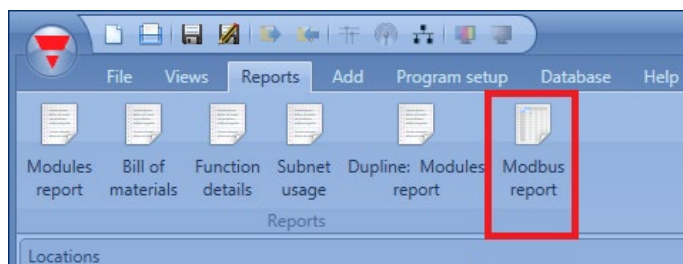 File Views Reports Add Program setup Database Help
Modules report
Bill of materials
Function details
Subnet usage
Dupline: Modules report
Modbus report
Reports
Locations